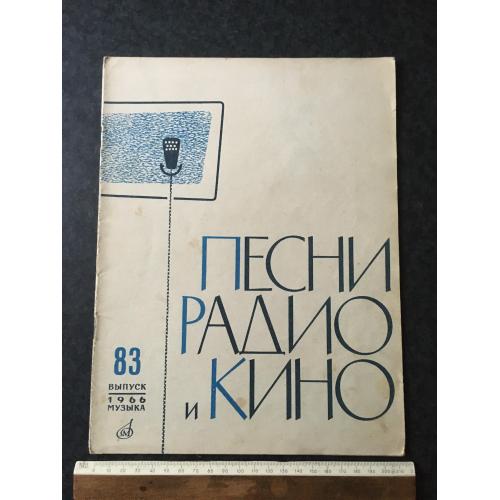 ПЕСНИ
РАДИО
и КИНО
83
ВЫПУСК
1966
МУЗЫКА